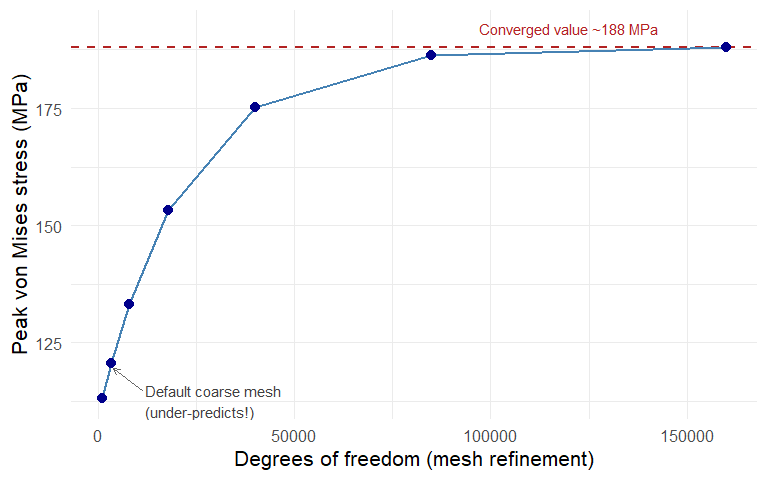 Converged value ~188 MPa
Peak von Mises stress (MPa)
175
150
125
Default coarse mesh
(under-predicts!)
0
50000
100000
150000
Degrees of freedom (mesh refinement)